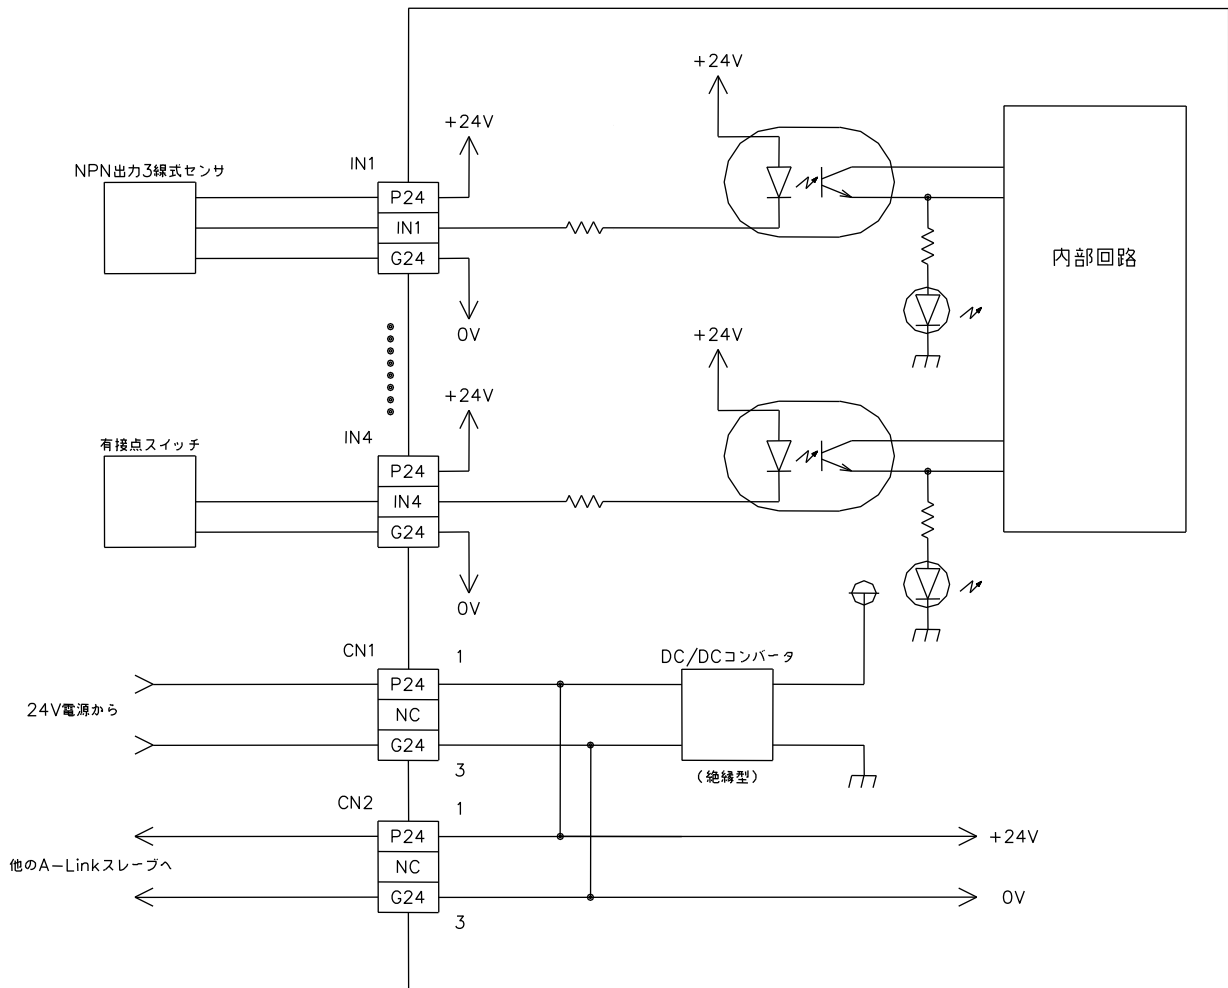 +24V
+24V
NPN出力3線式センサ
IN1
P24
IN1
G24
内部回路
0V
+24V
+24V
有接点スイッチ
IN4
P24
IN4
G24
0V
CN1
1
DC/DCコンバータ
P24
24V電源から
NC
G24
3
(絶縁型)
CN2
1
P24
+24V
他のA-Linkスレーブへ
NC
G24
0V
3